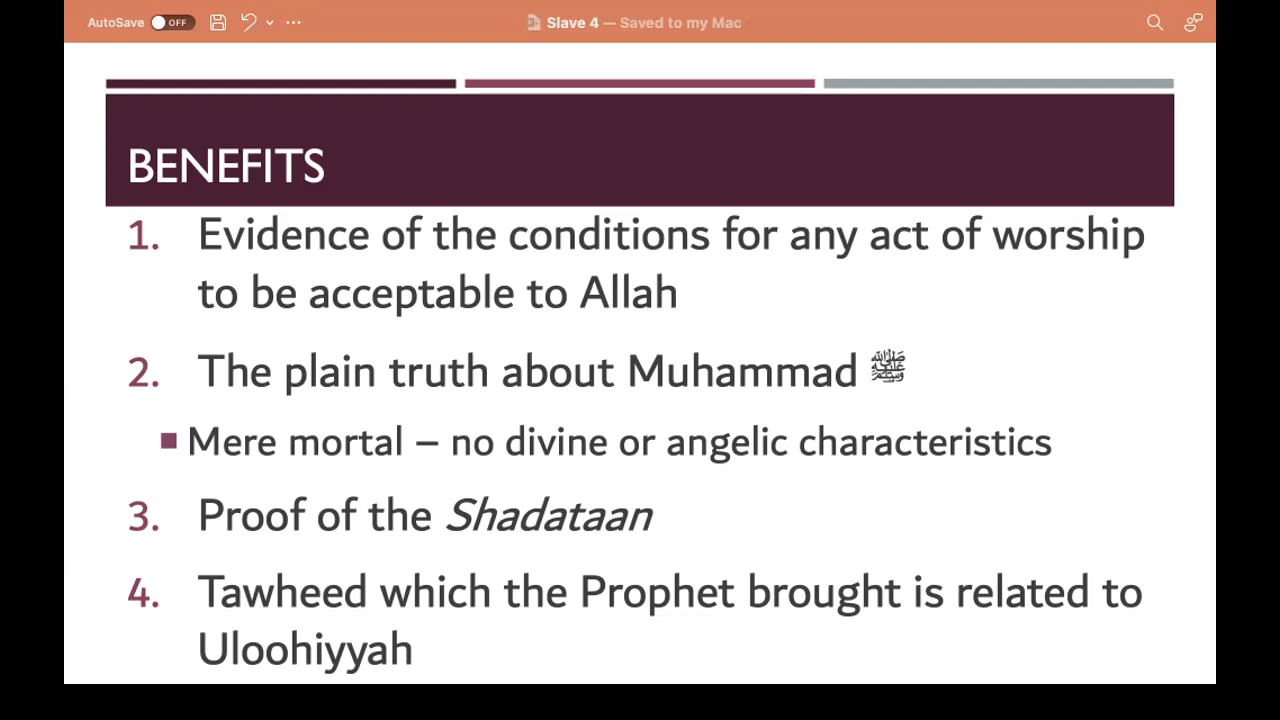 AutoSave OFF Slave 4 — Saved to my Mac
BENEFITS
1. Evidence of the conditions for any act of worship
to be acceptable to Allah
2. The plain truth about Muhammad ﷺ
■ Mere mortal – no divine or angelic characteristics
3. Proof of the Shadataan
4. Tawheed which the Prophet brought is related to
Uloohiyyah